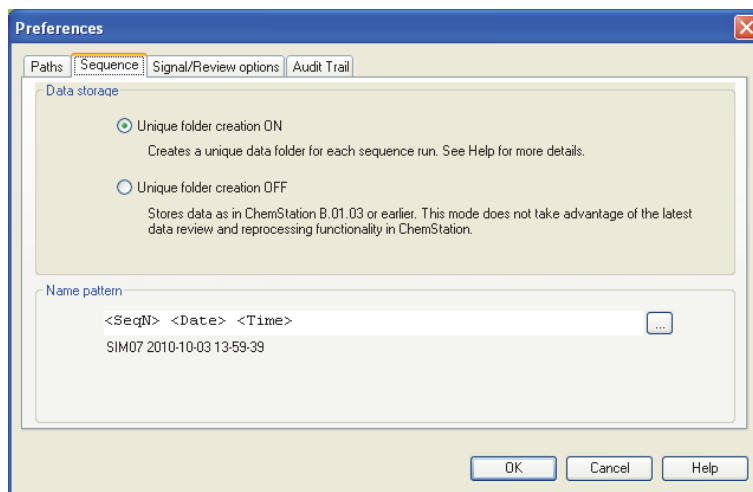 Preferences
Paths Sequence Signal/Review options Audit Trail
Data storage
Unique folder creation ON
Creates a unique data folder for each sequence run. See Help for more details.
Unique folder creation OFF
Stores data as in ChemStation B.01.03 or earlier. This mode does not take advantage of the latest
data review and reprocessing functionality in ChemStation.
Name pattern
<SeqN> <Date> <Time>
...
SIM07 2010-10-03 13-59-39
OK Cancel Help